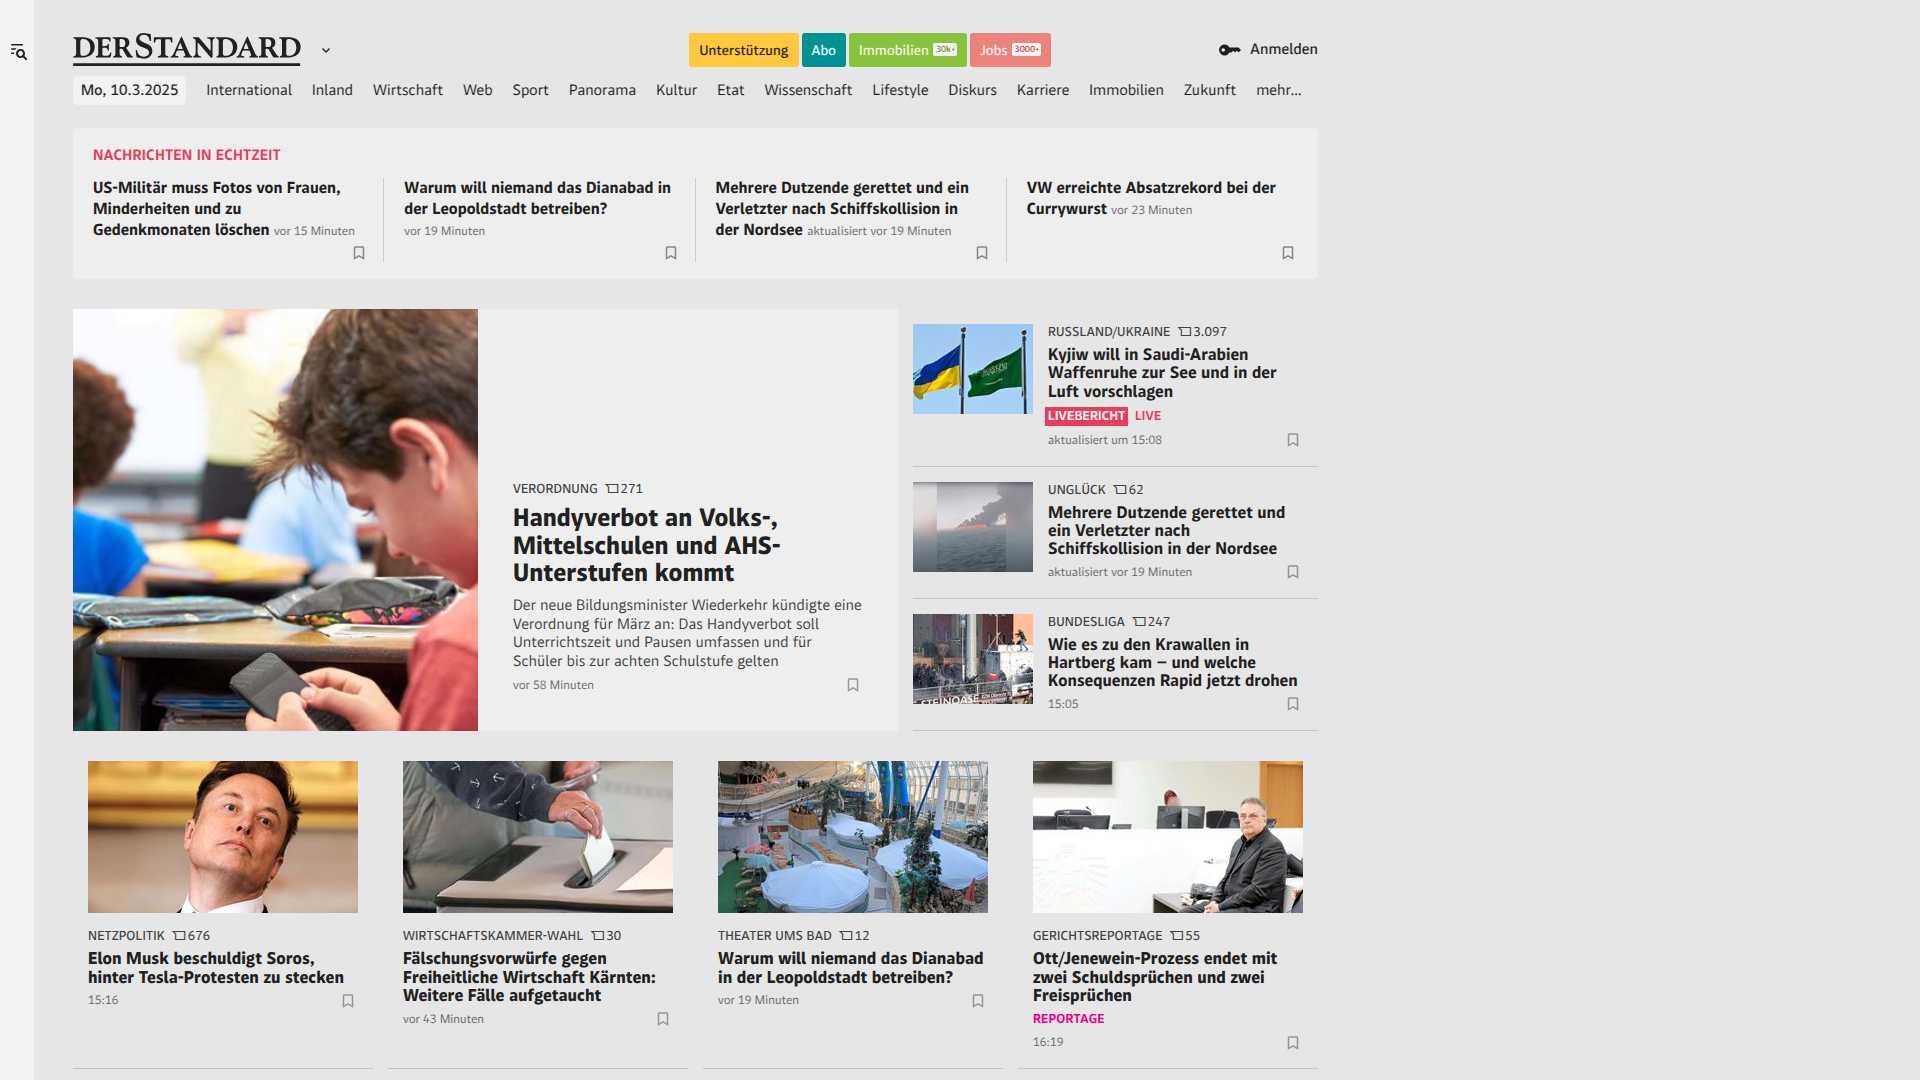 DERSTANDARD
Unterstützung
Abo
Immobilien 30k+
Jobs 3000+
Anmelden
Mo, 10.3.2025 International Inland Wirtschaft Web Sport Panorama Kultur Etat Wissenschaft Lifestyle Diskurs Karriere Immobilien Zukunft mehr…
NACHRICHTEN IN ECHTZEIT
US-Militär muss Fotos von Frauen,
Minderheiten und zu
Gedenkmonaten löschen vor 15 Minuten
Warum will niemand das Dianabad in
der Leopoldstadt betreiben?
vor 19 Minuten
Mehrere Dutzende gerettet und ein
Verletzter nach Schiffskollision in
der Nordsee aktualisiert vor 19 Minuten
VW erreichte Absatzrekord bei der
Currywurst vor 23 Minuten
VERORDNUNG 271
Handyverbot an Volks-,
Mittelschulen und AHS-
Unterstufen kommt
Der neue Bildungsminister Wiederkehr kündigte eine
Verordnung für März an: Das Handyverbot soll
Unterrichtszeit und Pausen umfassen und für
Schüler bis zur achten Schulstufe gelten
vor 58 Minuten
RUSSLAND/UKRAINE 3.097
Kyjiw will in Saudi-Arabien
Waffenruhe zur See und in der
Luft vorschlagen
LIVEBERICHT LIVE
aktualisiert um 15:08
UNGLÜCK 62
Mehrere Dutzende gerettet und
ein Verletzter nach
Schiffskollision in der Nordsee
aktualisiert vor 19 Minuten
STEINOASE
BUNDESLIGA 247
Wie es zu den Krawallen in
Hartberg kam – und welche
Konsequenzen Rapid jetzt drohen
15:05
NETZPOLITIK 676
Elon Musk beschuldigt Soros,
hinter Tesla-Protesten zu stecken
15:16
WIRTSCHAFTSKAMMER-WAHL 30
Fälschungsvorwürfe gegen
Freiheitliche Wirtschaft Kärnten:
Weitere Fälle aufgetaucht
vor 43 Minuten
THEATER UMS BAD 12
Warum will niemand das Dianabad
in der Leopoldstadt betreiben?
vor 19 Minuten
GERICHTSREPORTAGE 55
Ott/Jenewein-Prozess endet mit
zwei Schuldsprüchen und zwei
Freisprüchen
REPORTAGE
16:19